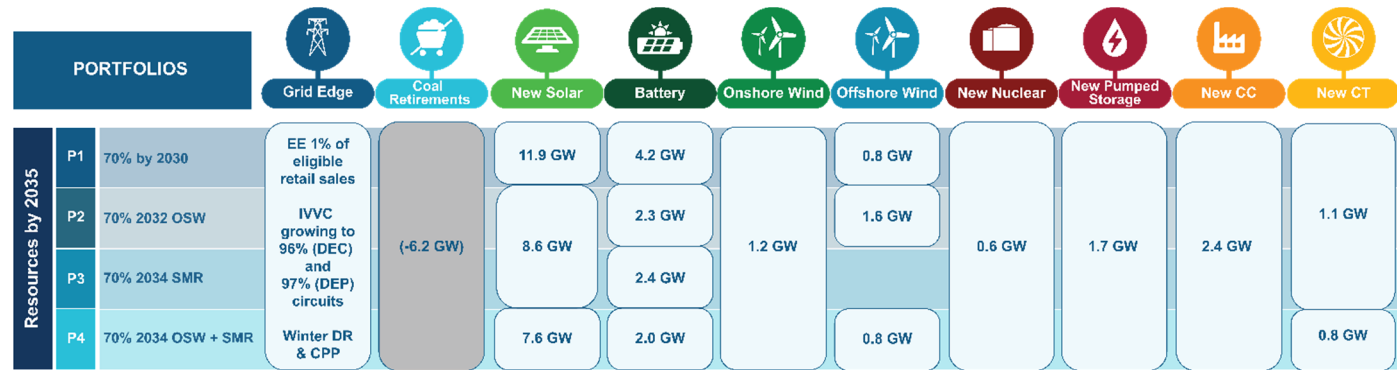 PORTFOLIOS
Grid Edge
Coal
Retirements
New Solar
Battery
Onshore Wind
Offshore Wind
New Nuclear
New Pumped
Storage
New CC
New CT
Resources by 2035
P1
70% by 2030
P2
70% 2032 OSW
P3
70% 2034 SMR
P4
70% 2034 OSW + SMR
EE 1% of
eligible
retail sales
IVVC
growing to
96% (DEC)
and
97% (DEP)
circuits
Winter DR
& CPP
(-6.2 GW)
11.9 GW
8.6 GW
7.6 GW
4.2 GW
2.3 GW
2.4 GW
2.0 GW
1.2 GW
0.8 GW
1.6 GW
0.8 GW
0.6 GW
1.7 GW
2.4 GW
1.1 GW
0.8 GW